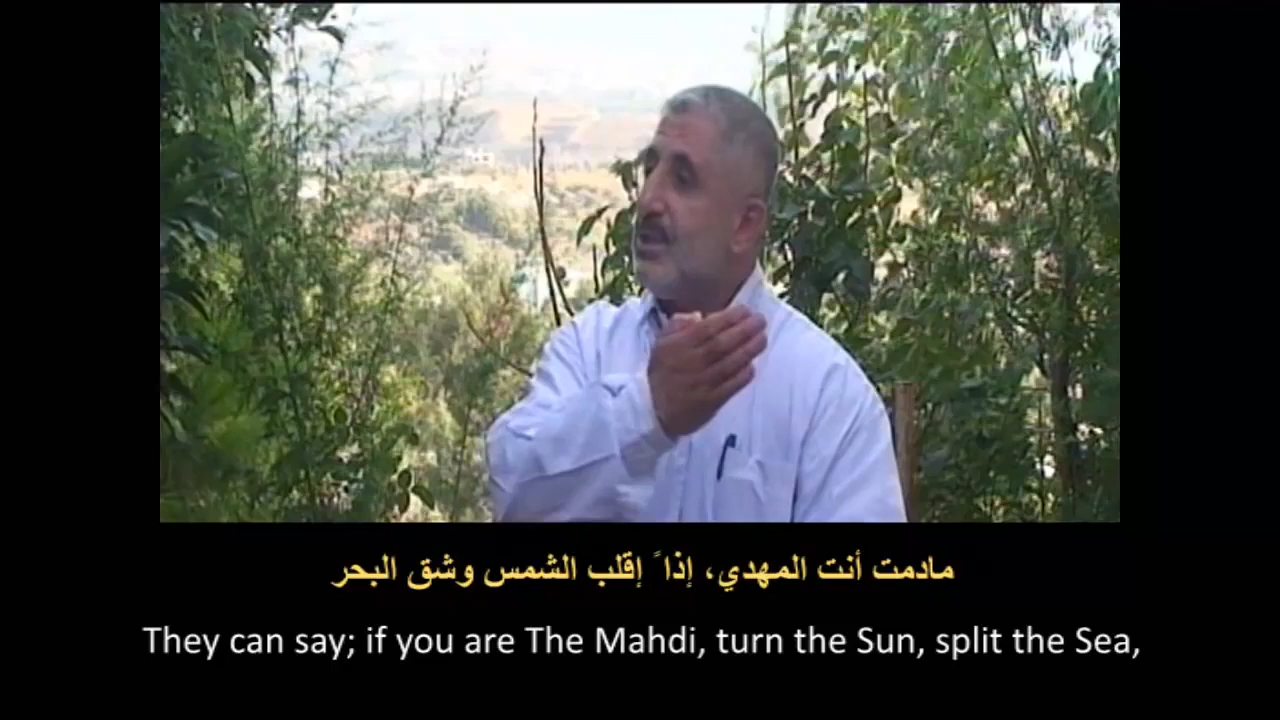 مادمت أنت المهدي، إذا ً إقلب الشمس وشق البحر
They can say; if you are The Mahdi, turn the Sun, split the Sea,